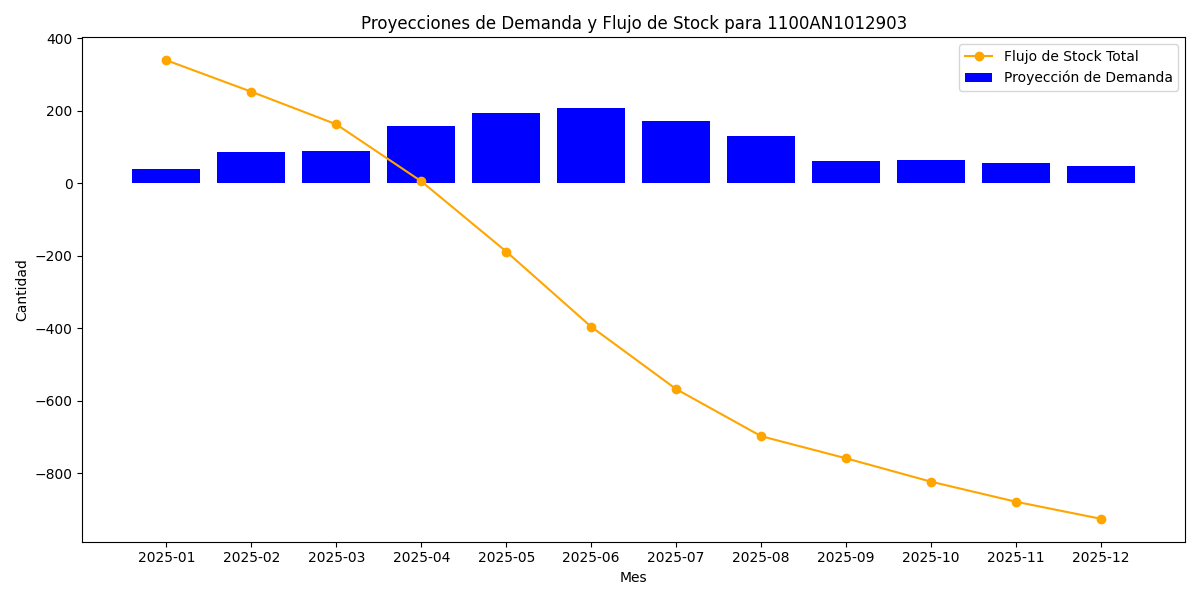 Proyecciones de Demanda y Flujo de Stock para 1100AN1012903
Flujo de Stock Total
Proyección de Demanda
400
200
0
−200
−400
−600
−800
Cantidad
2025-01 2025-02 2025-03 2025-04 2025-05 2025-06 2025-07 2025-08 2025-09 2025-10 2025-11 2025-12
Mes